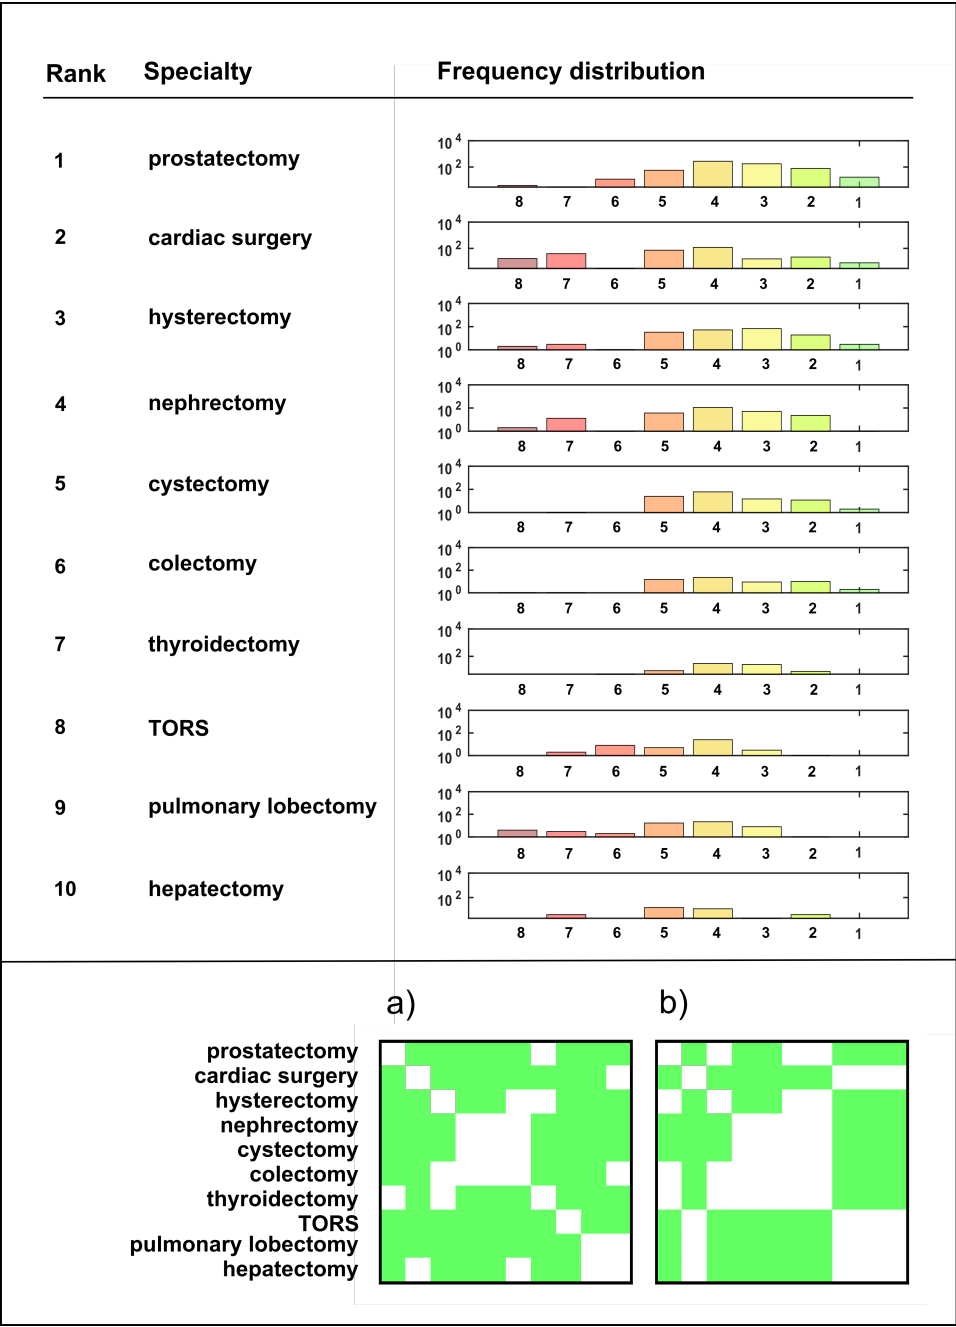 Rank Specialty Frequency distribution
1 prostatectomy 10 4
10 2
8 7 6 5 4 3 2 1
2 cardiac surgery 10 4
10 2
8 7 6 5 4 3 2 1
3 hysterectomy 10 4
10 2
10 0
8 7 6 5 4 3 2 1
4 nephrectomy 10 4
10 2
10 0
8 7 6 5 4 3 2 1
5 cystectomy 10 4
10 2
10 0
8 7 6 5 4 3 2 1
6 colectomy 10 4
10 2
10 0
8 7 6 5 4 3 2 1
7 thyroidectomy 10 4
10 2
8 7 6 5 4 3 2 1
8 TORS 10 4
10 2
10 0
8 7 6 5 4 3 2 1
9 pulmonary lobectomy 10 4
10 2
10 0
8 7 6 5 4 3 2 1
10 hepatectomy 10 4
10 2
8 7 6 5 4 3 2 1
a) b)
prostatectomy
cardiac surgery
hysterectomy
nephrectomy
cystectomy
colectomy
thyroidectomy
TORS
pulmonary lobectomy
hepatectomy